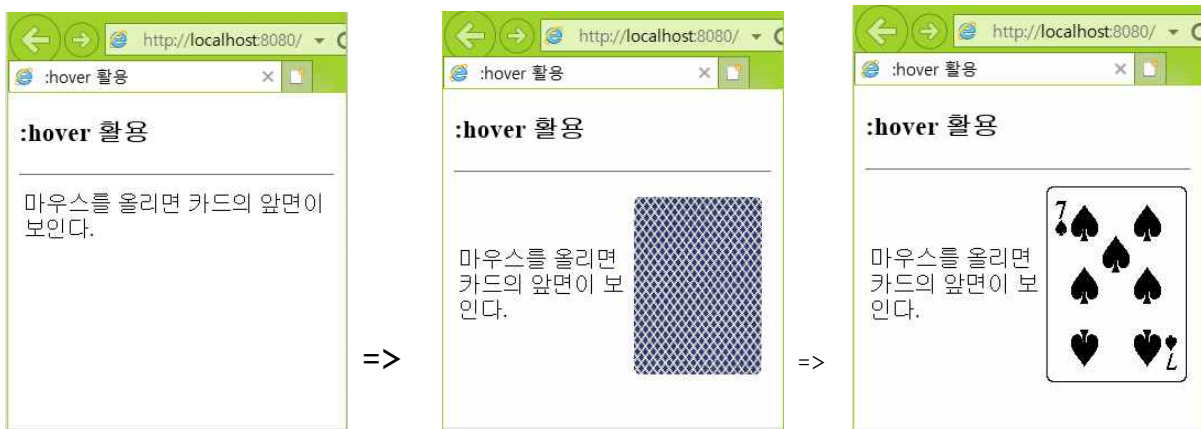 http://localhost:8080/
:hover 활용
:hover 활용
마우스를 올리면 카드의 앞면이
보인다.
=>
http://localhost:8080/
:hover 활용
:hover 활용
마우스를 올리면
카드의 앞면이 보
인다.
=>
http://localhost:8080/
:hover 활용
:hover 활용
마우스를 올리면
카드의 앞면이 보
인다.
7
7